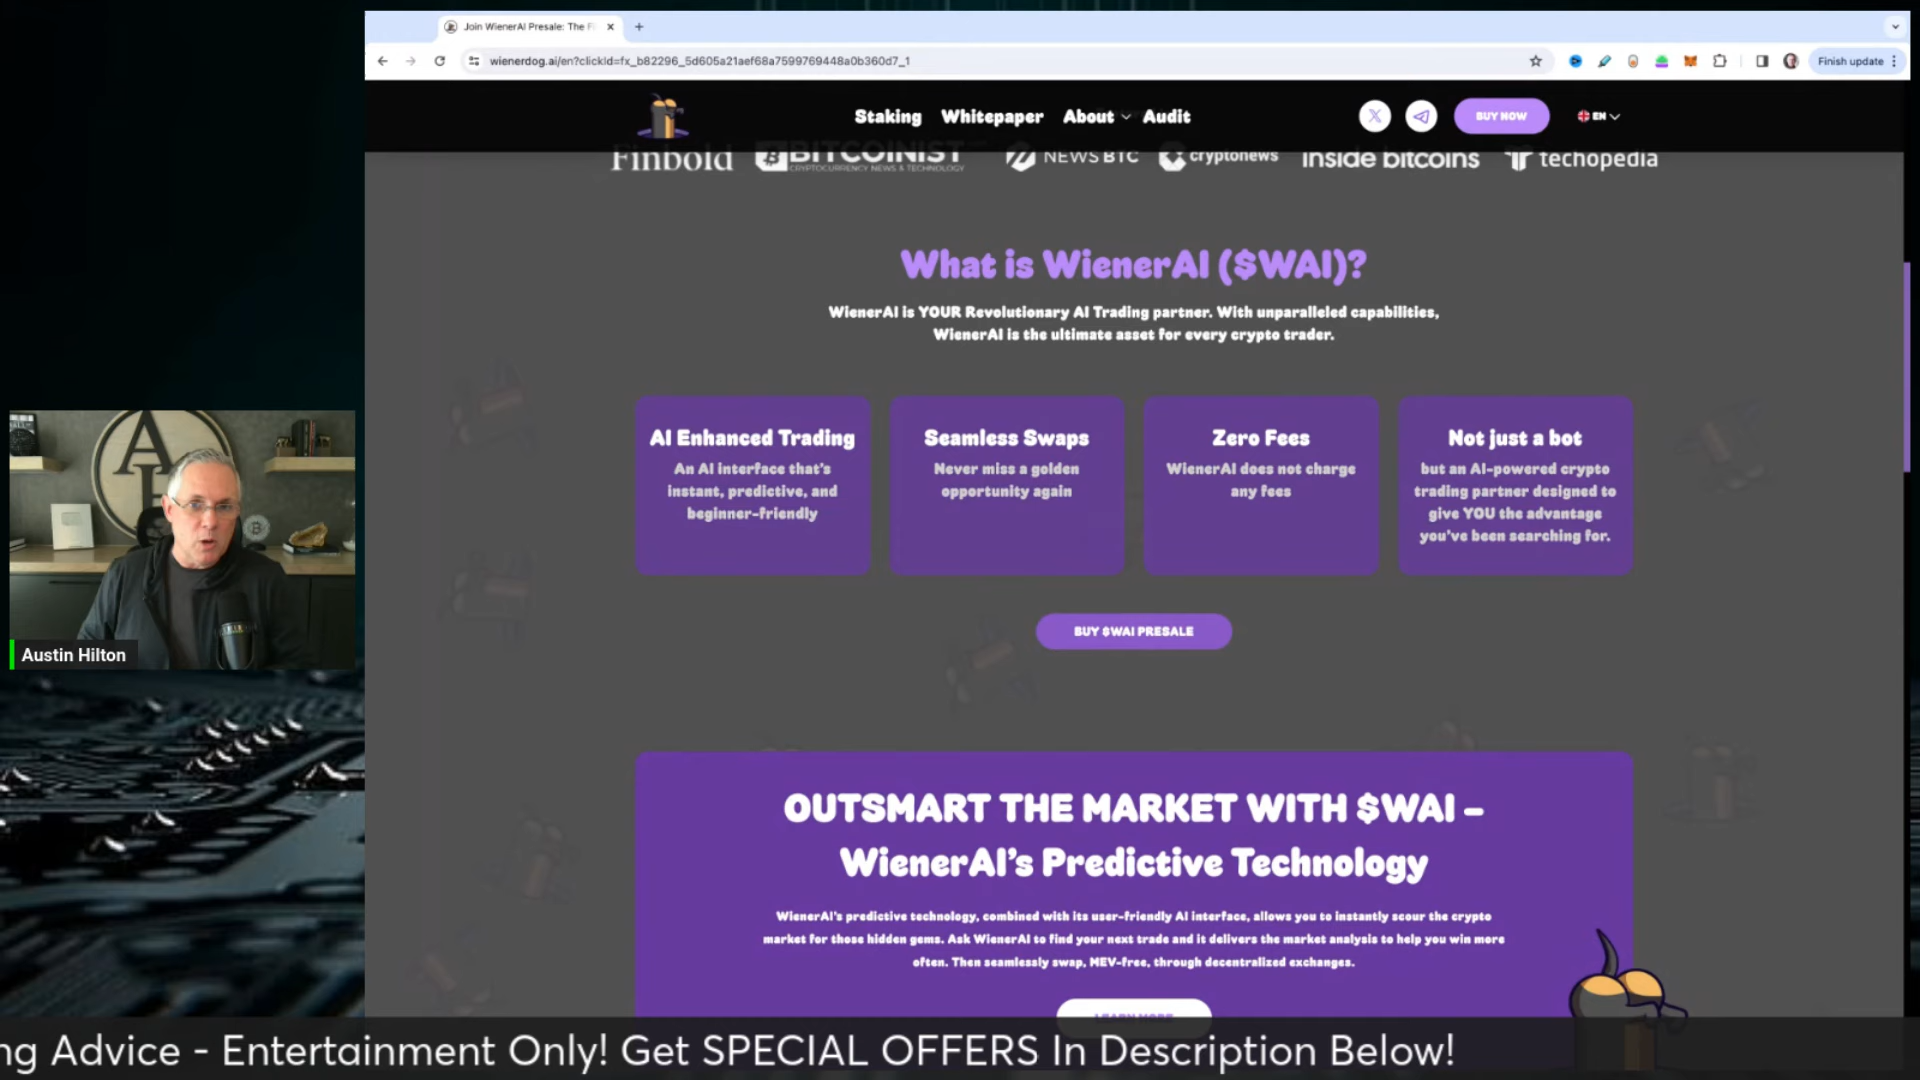 Join WienerAI Presale: The Fi
wienerdog.ai/en?clickId=fx_b82296_5d605a21aef68a7599769448a0b360d7_1
Finish update
Staking Whitepaper About Audit
BUY NOW
EN
Finbold BITCOINIST NEWS BTC cryptonews inside bitcoins techopedia
CRYPTOCURRENCY NEWS & TECHNOLOGY
What is WienerAI ($WAI)?
WienerAI is YOUR Revolutionary AI Trading partner. With unparalleled capabilities,
WienerAI is the ultimate asset for every crypto trader.
AI Enhanced Trading
An AI interface that's
instant, predictive, and
beginner-friendly
Seamless Swaps
Never miss a golden
opportunity again
Zero Fees
WienerAI does not charge
any fees
Not just a bot
but an AI-powered crypto
trading partner designed to
give YOU the advantage
you've been searching for.
BUY $WAI PRESALE
Austin Hilton
OUTSMART THE MARKET WITH $WAI –
WienerAI's Predictive Technology
WienerAI's predictive technology, combined with its user-friendly AI interface, allows you to instantly scour the crypto
market for those hidden gems. Ask WienerAI to find your next trade and it delivers the market analysis to help you win more
often. Then seamlessly swap, MEV-free, through decentralized exchanges.
LEARN MORE
ng Advice - Entertainment Only! Get SPECIAL OFFERS In Description Below!